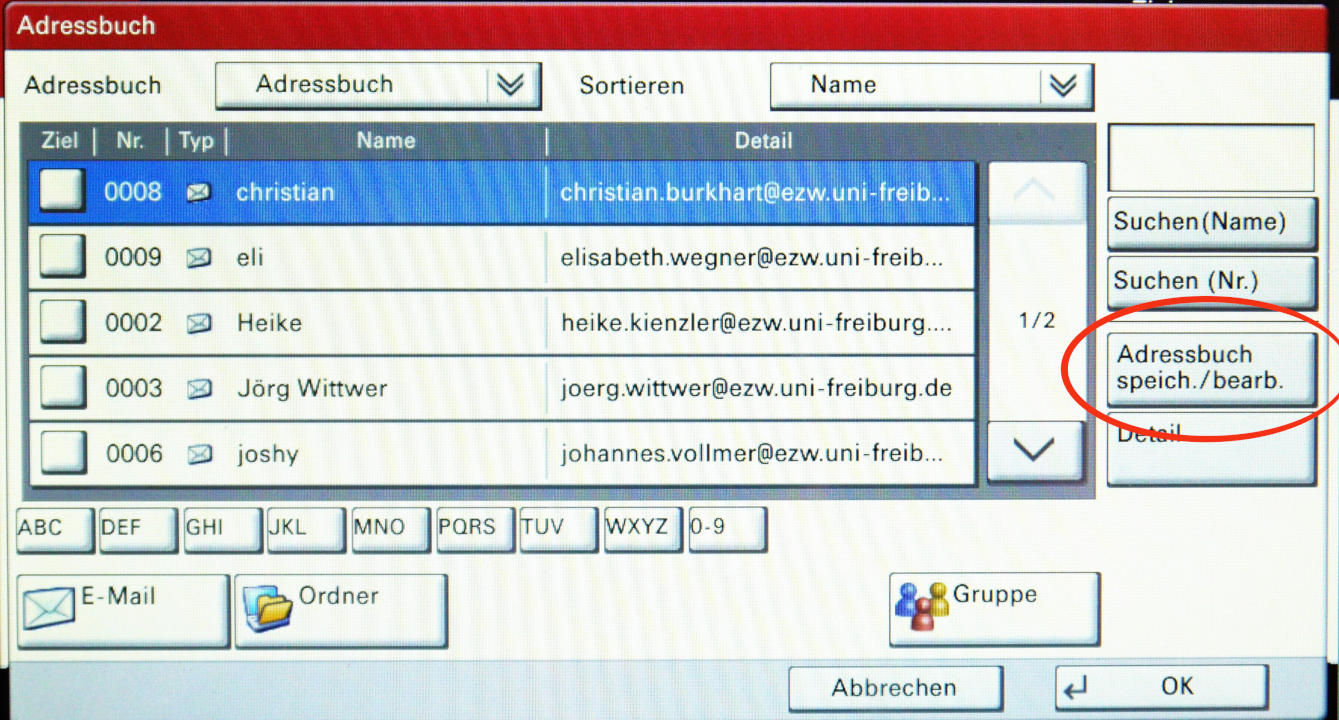 Adressbuch
Adressbuch Adressbuch Sortieren Name
Ziel Nr. Typ Name Detail
0008 christian christian.burkhart@ezw.uni-freib...
0009 eli elisabeth.wegner@ezw.uni-freib...
0002 Heike heike.kienzler@ezw.uni-freiburg....
0003 Jörg Wittwer joerg.wittwer@ezw.uni-freiburg.de
0006 joshy johannes.vollmer@ezw.uni-freib...
1/2
Suchen(Name)
Suchen (Nr.)
Adressbuch
speich./bearb.
Detail
ABC DEF GHI JKL MNO PQRS TUV WXYZ 0-9
E-Mail Ordner Gruppe
Abbrechen OK